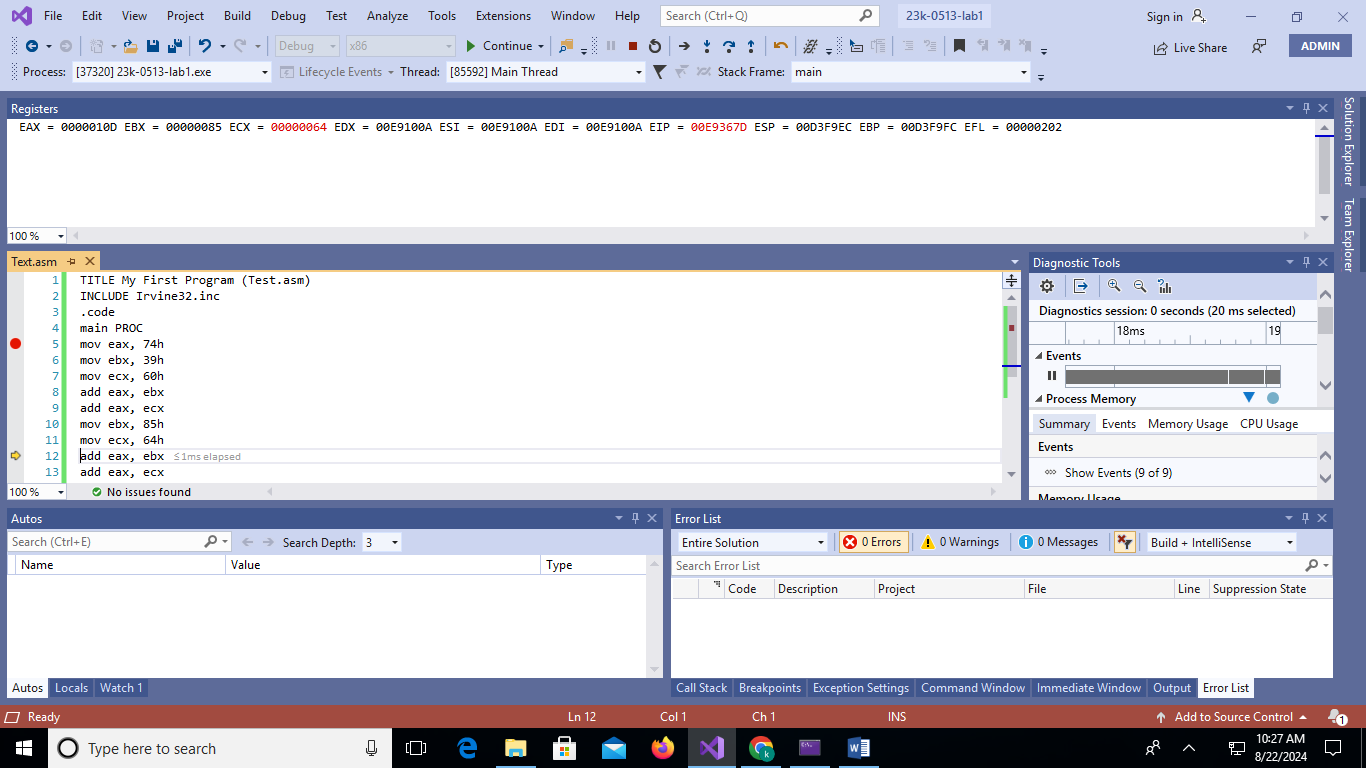 File Edit View Project Build Debug Test Analyze Tools Extensions Window Help Search (Ctrl+Q) 23k-0513-lab1 Sign in
Debug x86 Continue Live Share ADMIN
Process: [37320] 23k-0513-lab1.exe Lifecycle Events Thread: [85592] Main Thread Stack Frame: main
Registers
EAX = 0000010D EBX = 00000085 ECX = 00000064 EDX = 00E9100A ESI = 00E9100A EDI = 00E9100A EIP = 00E9367D ESP = 00D3F9EC EBP = 00D3F9FC EFL = 00000202
100 %
Solution Explorer
Team Explorer
Text.asm
1 TITLE My First Program (Test.asm)
2 INCLUDE Irvine32.inc
3 .code
4 main PROC
5 mov eax, 74h
6 mov ebx, 39h
7 mov ecx, 60h
8 add eax, ebx
9 add eax, ecx
10 mov ebx, 85h
11 mov ecx, 64h
12 add eax, ebx ≤1ms elapsed
13 add eax, ecx
100 % No issues found
Diagnostic Tools
Diagnostics session: 0 seconds (20 ms selected)
18ms 19
Events
Process Memory
Summary Events Memory Usage CPU Usage
Events
Show Events (9 of 9)
Memory Usage
Autos
Search (Ctrl+E) Search Depth: 3
Name Value Type
Autos Locals Watch 1
Error List
Entire Solution 0 Errors 0 Warnings 0 Messages Build + IntelliSense
Search Error List
Code Description Project File Line Suppression State
Call Stack Breakpoints Exception Settings Command Window Immediate Window Output Error List
Ready Ln 12 Col 1 Ch 1 INS Add to Source Control 1
Type here to search k 10:27 AM
8/22/2024